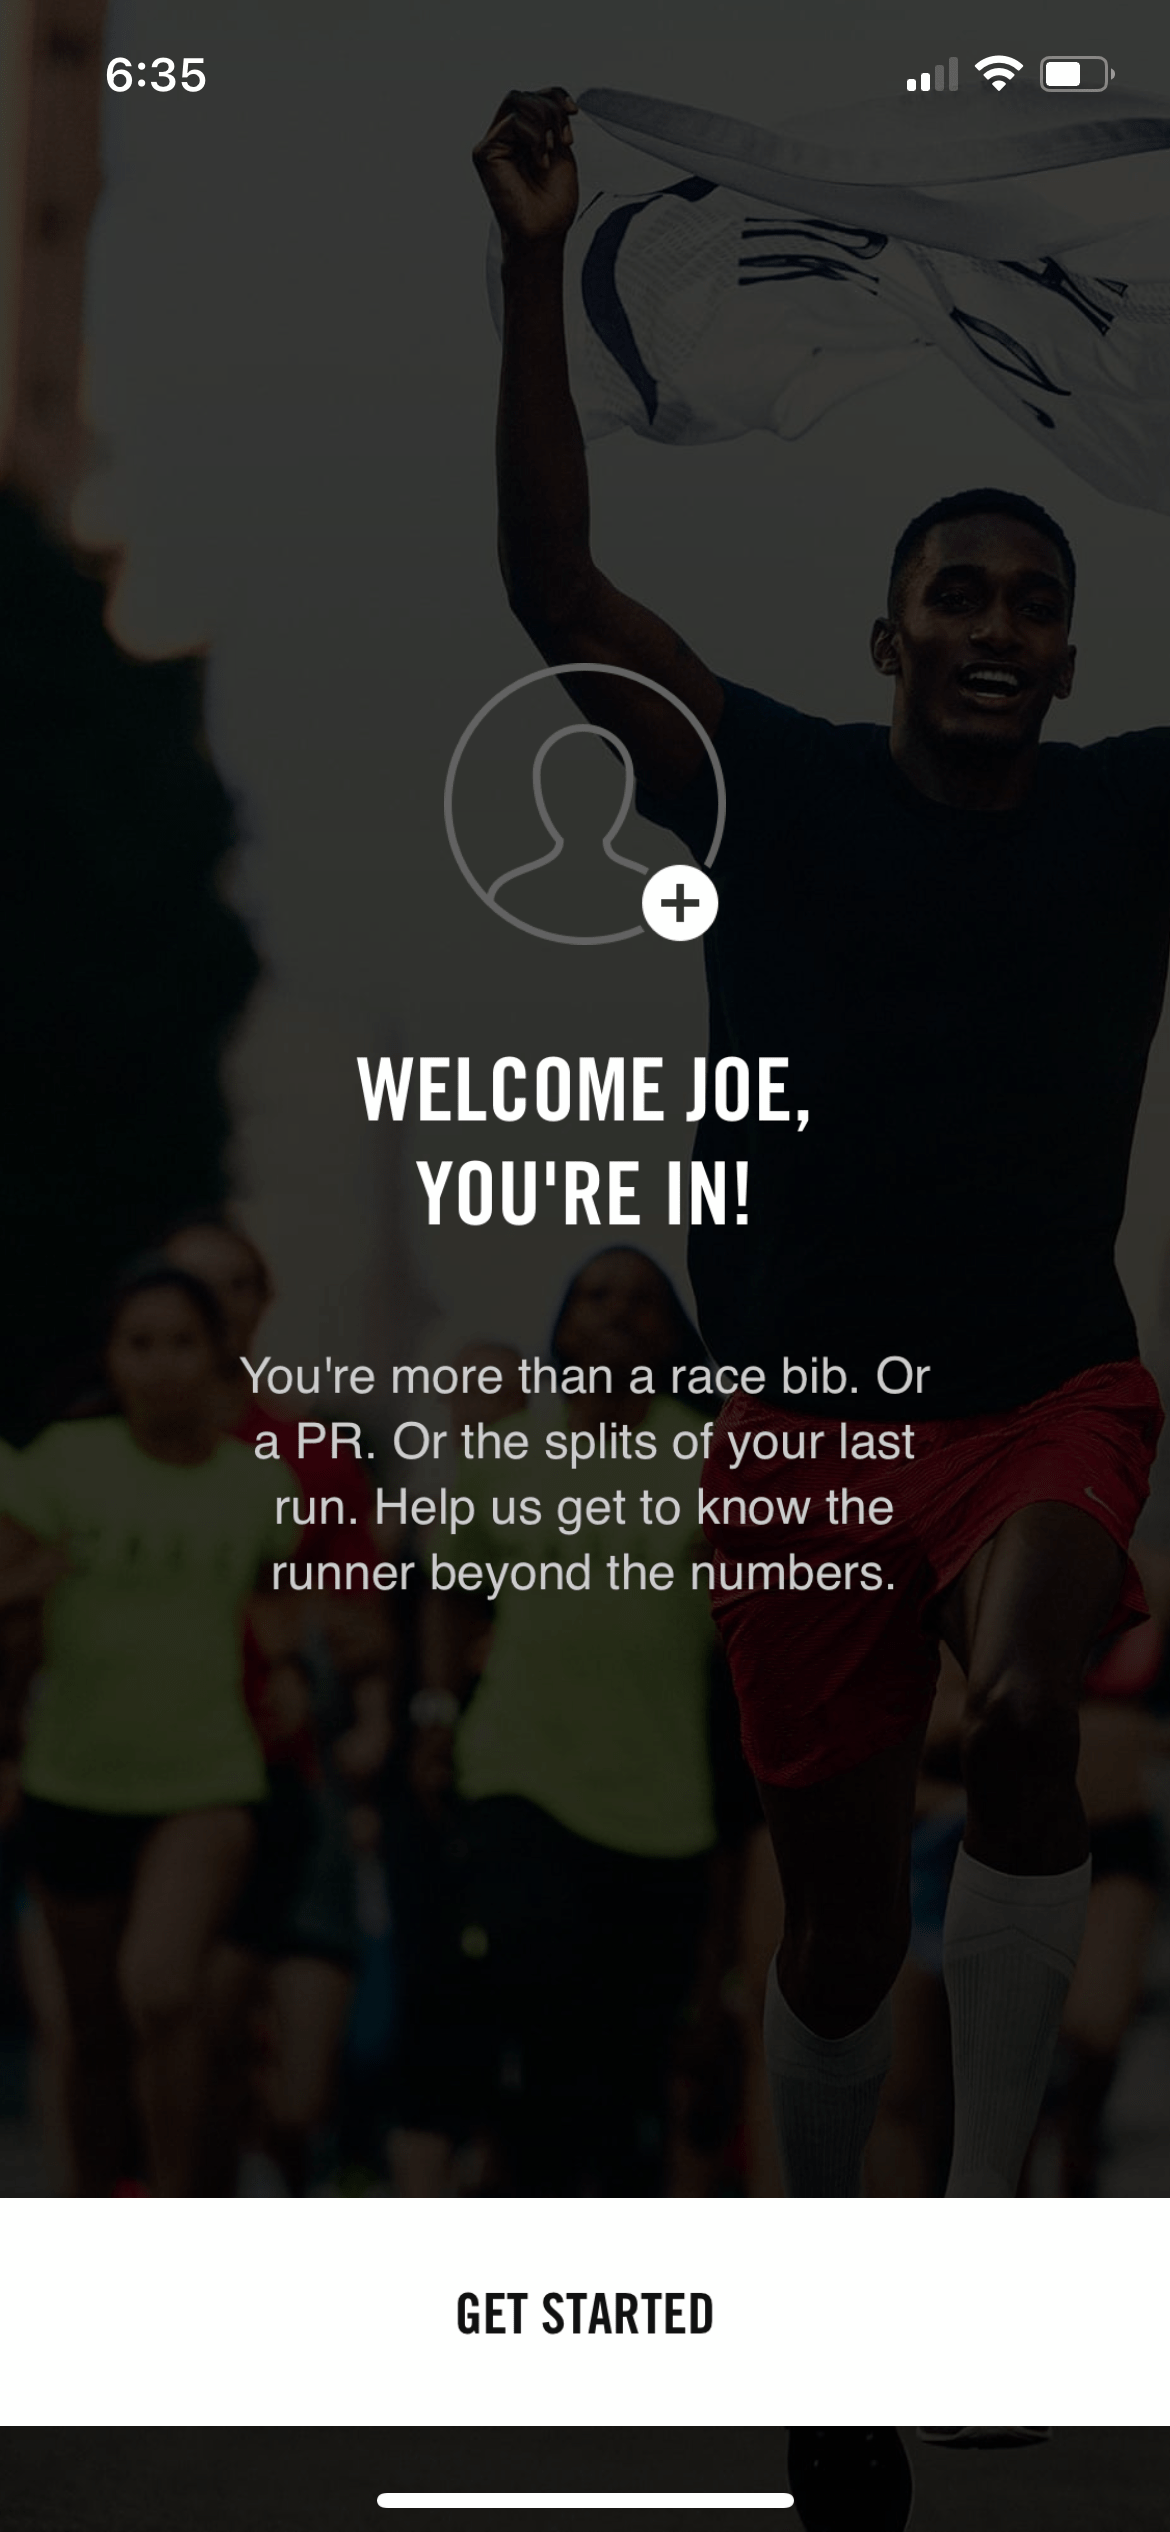 6:35
WELCOME JOE,
YOU'RE IN!
You're more than a race bib. Or
a PR. Or the splits of your last
run. Help us get to know the
runner beyond the numbers.
GET STARTED